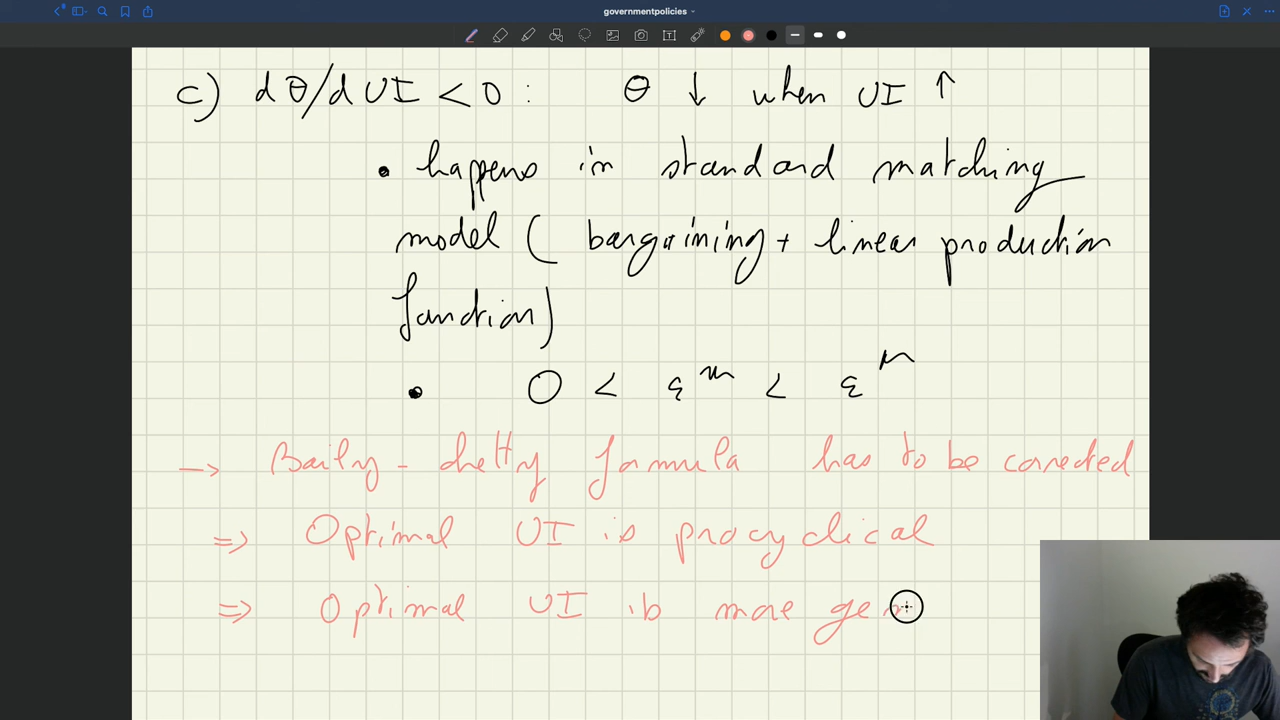 governmentpolicies
c) dθ/dUI < 0 : θ ↓ when UI ↑
• happens in standard matching
model ( bargaining + linear production
function)
• 0 < ε^m < ε^M
→ Baily - chetty formula has to be corrected
⇒ Optimal UI is procyclical
⇒ Optimal UI is more gen